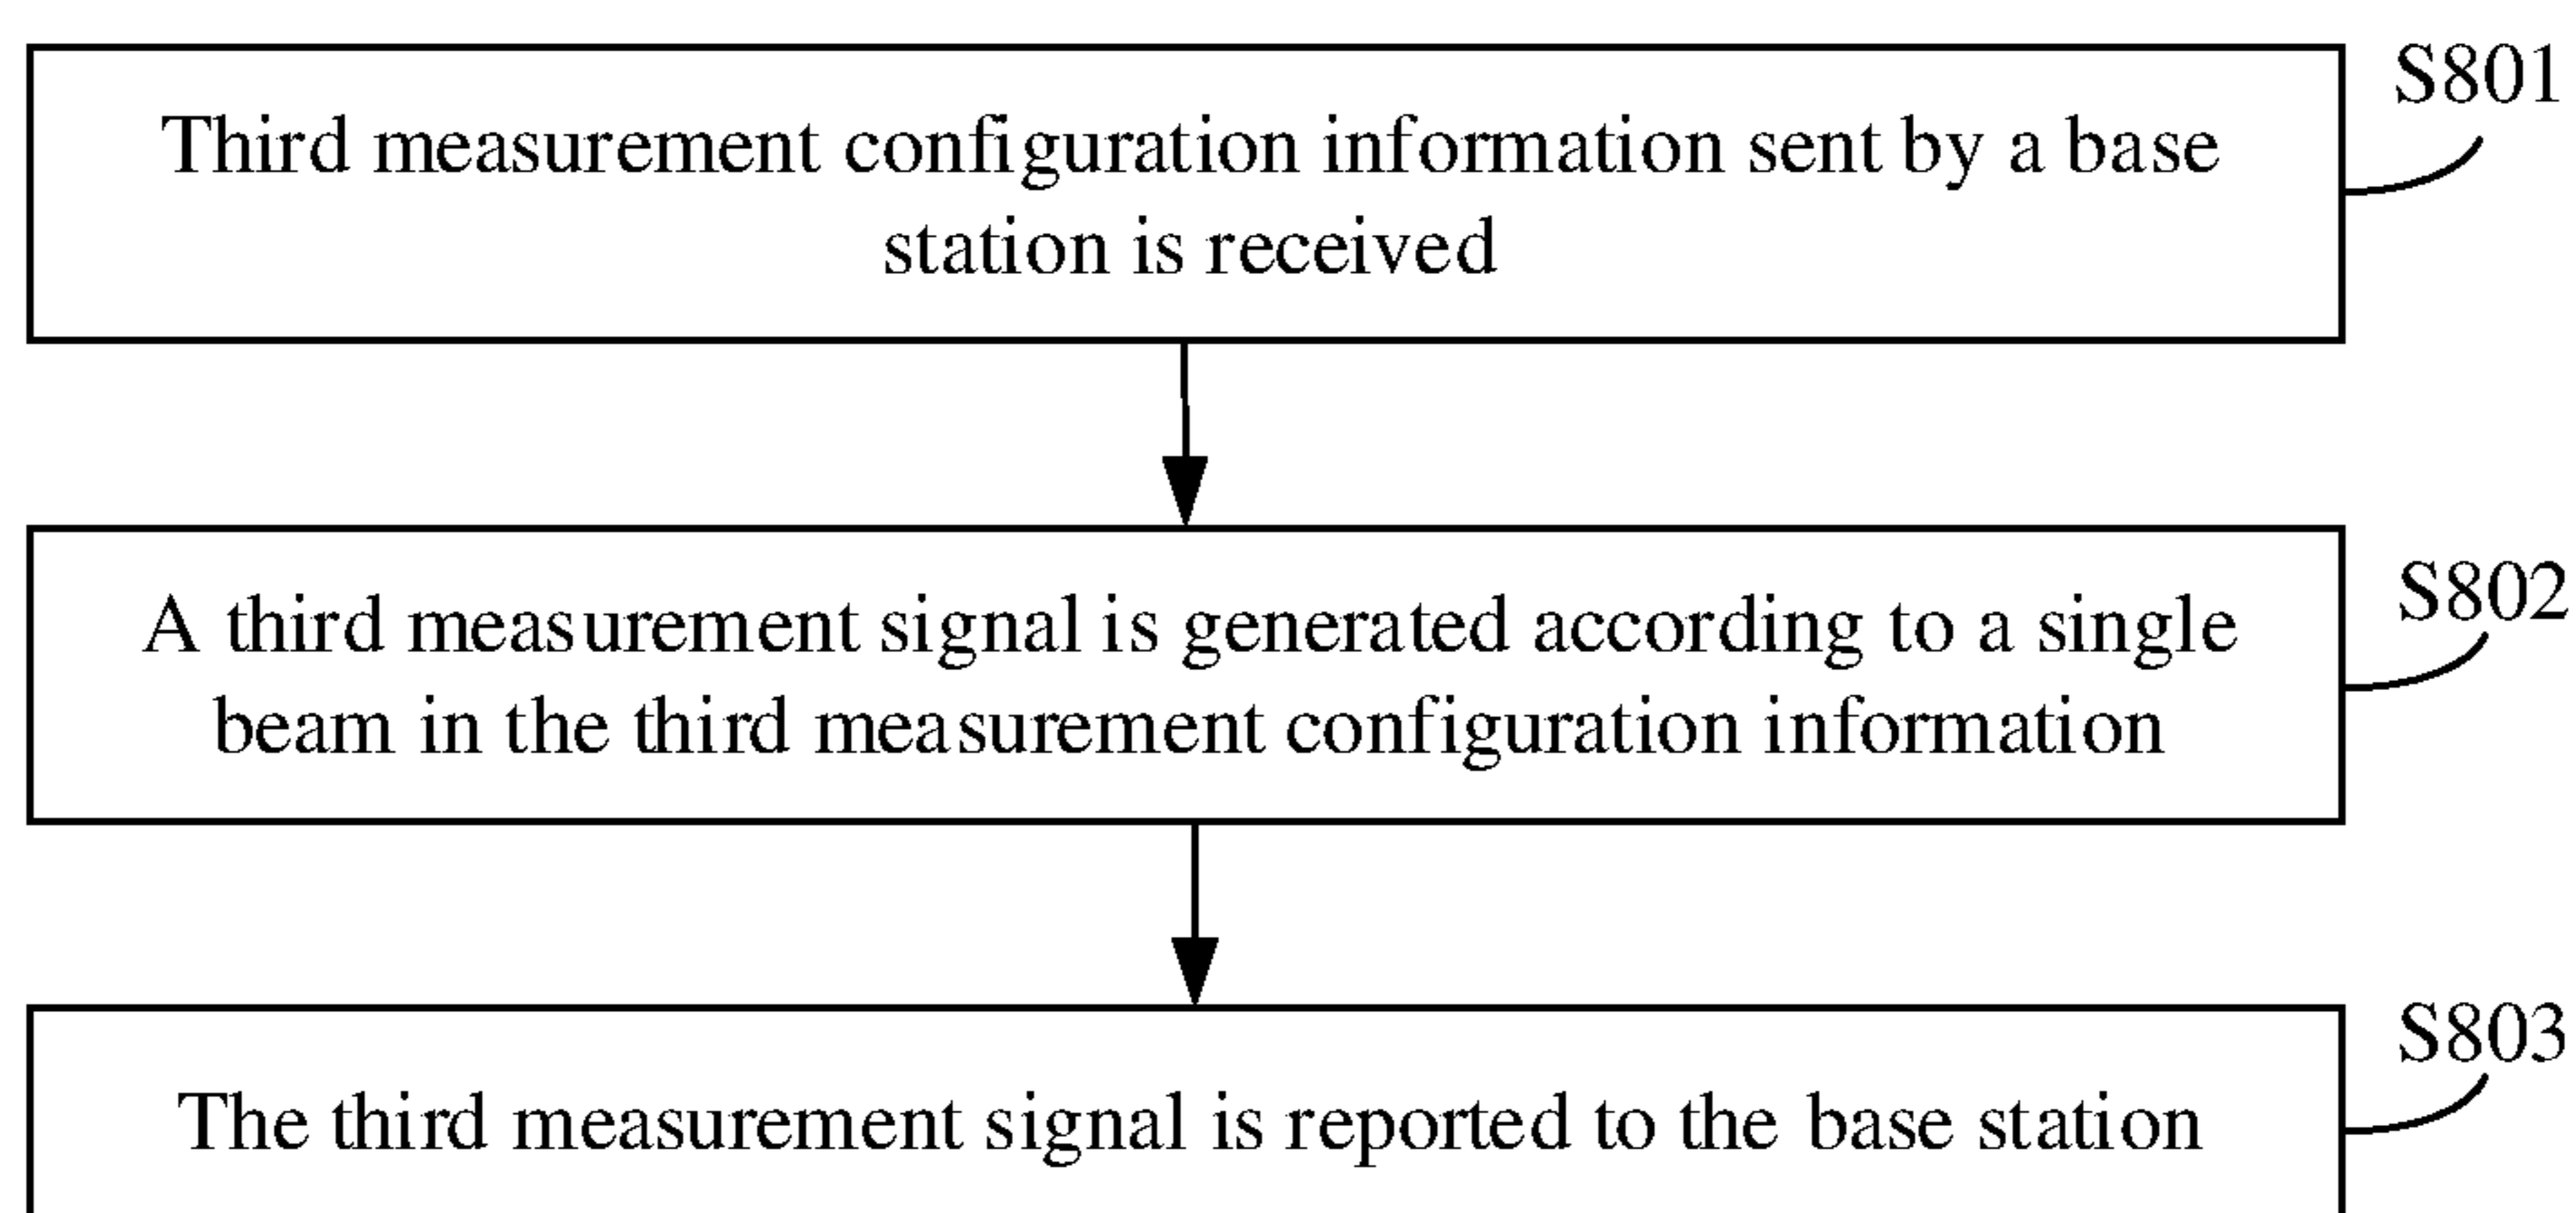 S801
Third measurement configuration information sent by a base
station is received
S802
A third measurement signal is generated according to a single
beam in the third measurement configuration information
S803
The third measurement signal is reported to the base station